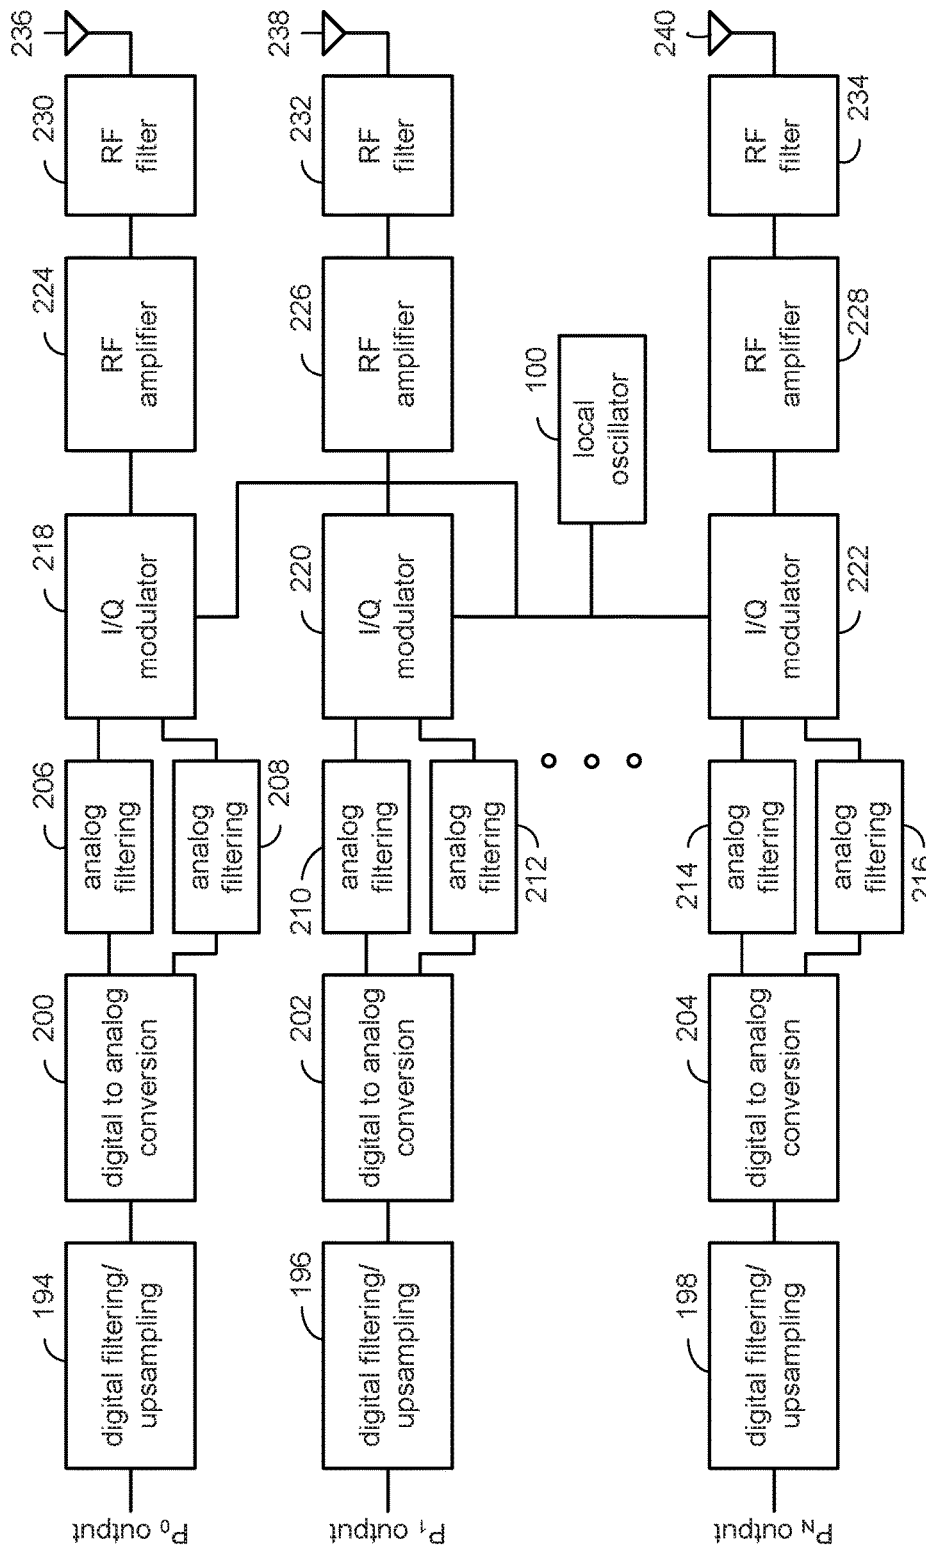 P0 output
194
digital filtering/
upsampling
200
digital to analog
conversion
206
analog
filtering
analog
filtering
208
218
I/Q
modulator
224
RF
amplifier
230
RF
filter
236
P1 output
196
digital filtering/
upsampling
202
digital to analog
conversion
210
analog
filtering
analog
filtering
212
220
I/Q
modulator
226
RF
amplifier
232
RF
filter
238
100
local
oscillator
PN output
198
digital filtering/
upsampling
204
digital to analog
conversion
214
analog
filtering
analog
filtering
216
I/Q
modulator
222
RF
amplifier
228
RF
filter
234
240